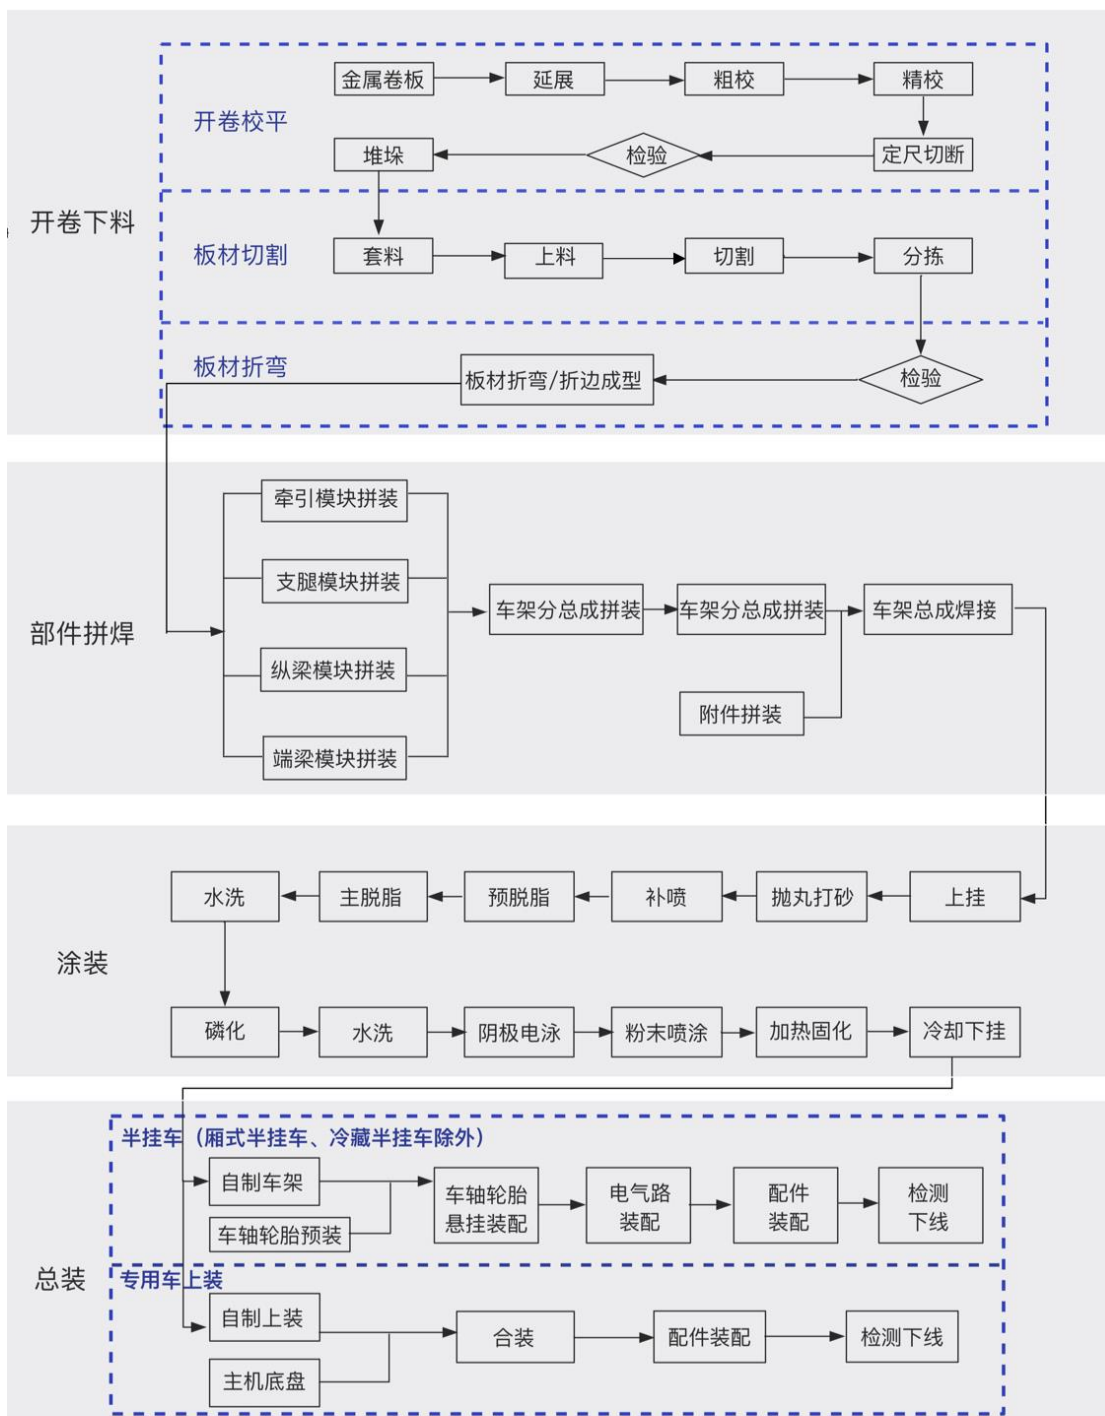 金属卷板
延展
粗校
精校
开卷校平
堆垛
检验
定尺切断
开卷下料
板材切割
套料
上料
切割
分拣
板材折弯
板材折弯/折边成型
检验
牵引模块拼装
支腿模块拼装
车架分总成拼装
车架分总成拼装
车架总成焊接
部件拼焊
纵梁模块拼装
附件拼装
端梁模块拼装
水洗
主脱脂
预脱脂
补喷
抛丸打砂
上挂
涂装
磷化
水洗
阴极电泳
粉末喷涂
加热固化
冷却下挂
半挂车（厢式半挂车、冷藏半挂车除外）
自制车架
车轴轮胎
悬挂装配
电气路
装配
配件
装配
检测
下线
车轴轮胎预装
总装
专用车上装
自制上装
合装
配件装配
检测下线
主机底盘